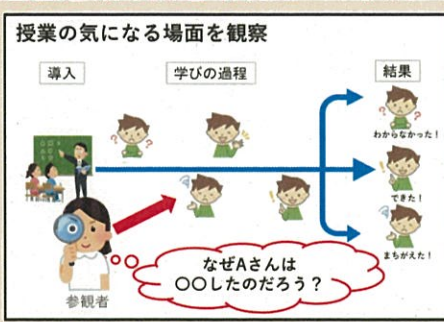 授業の気になる場面を観察
導入
学びの過程
結果
わからなかった!
できた!
まちがえた!
なぜAさんは
〇〇したのだろう?
参観者